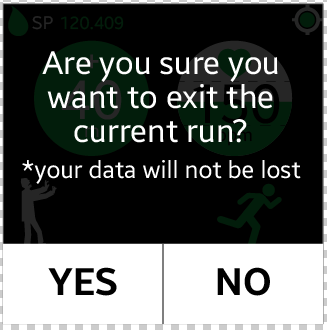 SP 120.409
Are you sure you
want to exit the
current run?
*your data will not be lost
YES
NO